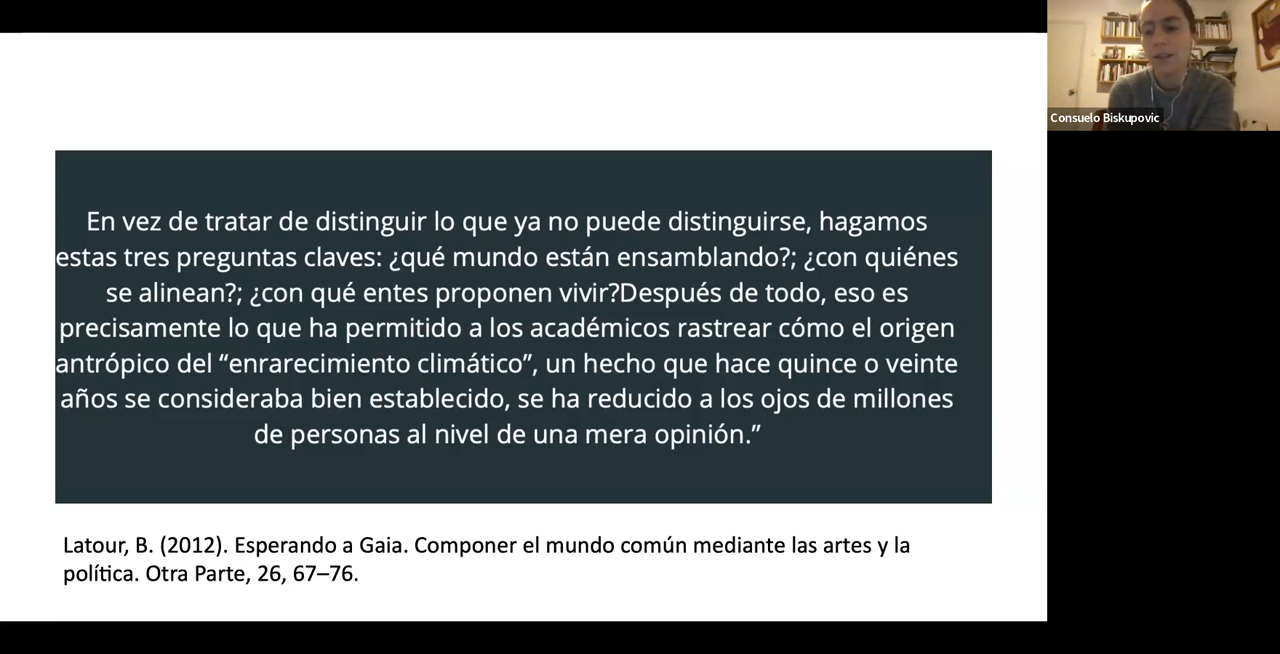 En vez de tratar de distinguir lo que ya no puede distinguirse, hagamos
estas tres preguntas claves: ¿qué mundo están ensamblando?; ¿con quiénes
se alinean?; ¿con qué entes proponen vivir?Después de todo, eso es
precisamente lo que ha permitido a los académicos rastrear cómo el origen
antrópico del “enrarecimiento climático”, un hecho que hace quince o veinte
años se consideraba bien establecido, se ha reducido a los ojos de millones
de personas al nivel de una mera opinión.”
Latour, B. (2012). Esperando a Gaia. Componer el mundo común mediante las artes y la
política. Otra Parte, 26, 67–76.
Consuelo Biskupovic